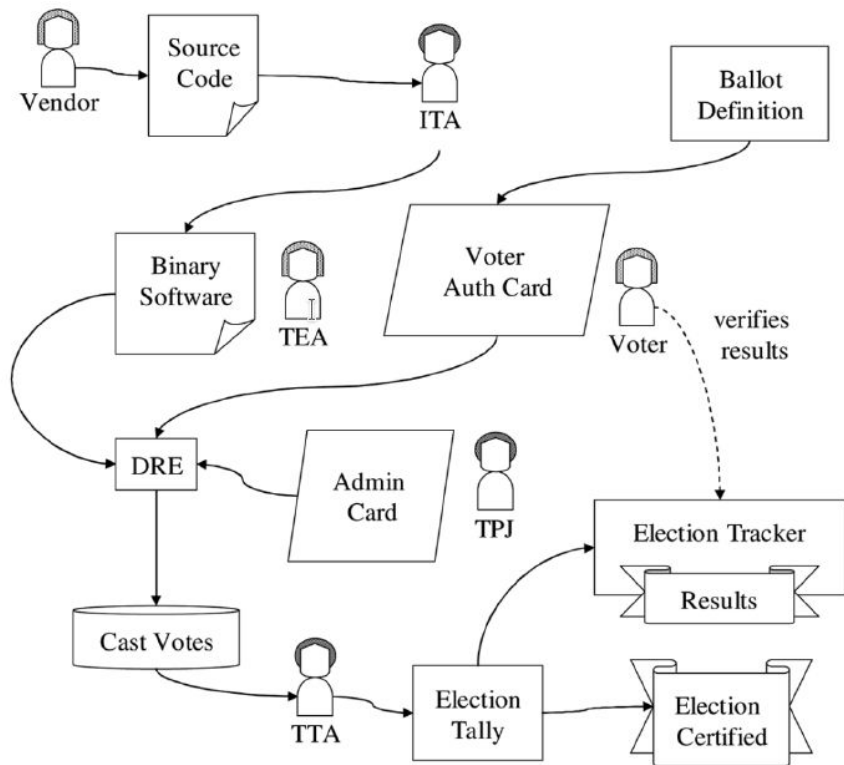 Vendor
Source
Code
ITA
Ballot
Definition
Binary
Software
TEA
Voter
Auth Card
Voter
verifies
results
DRE
Admin
Card
TPJ
Election Tracker
Results
Cast Votes
TTA
Election
Tally
Election
Certified